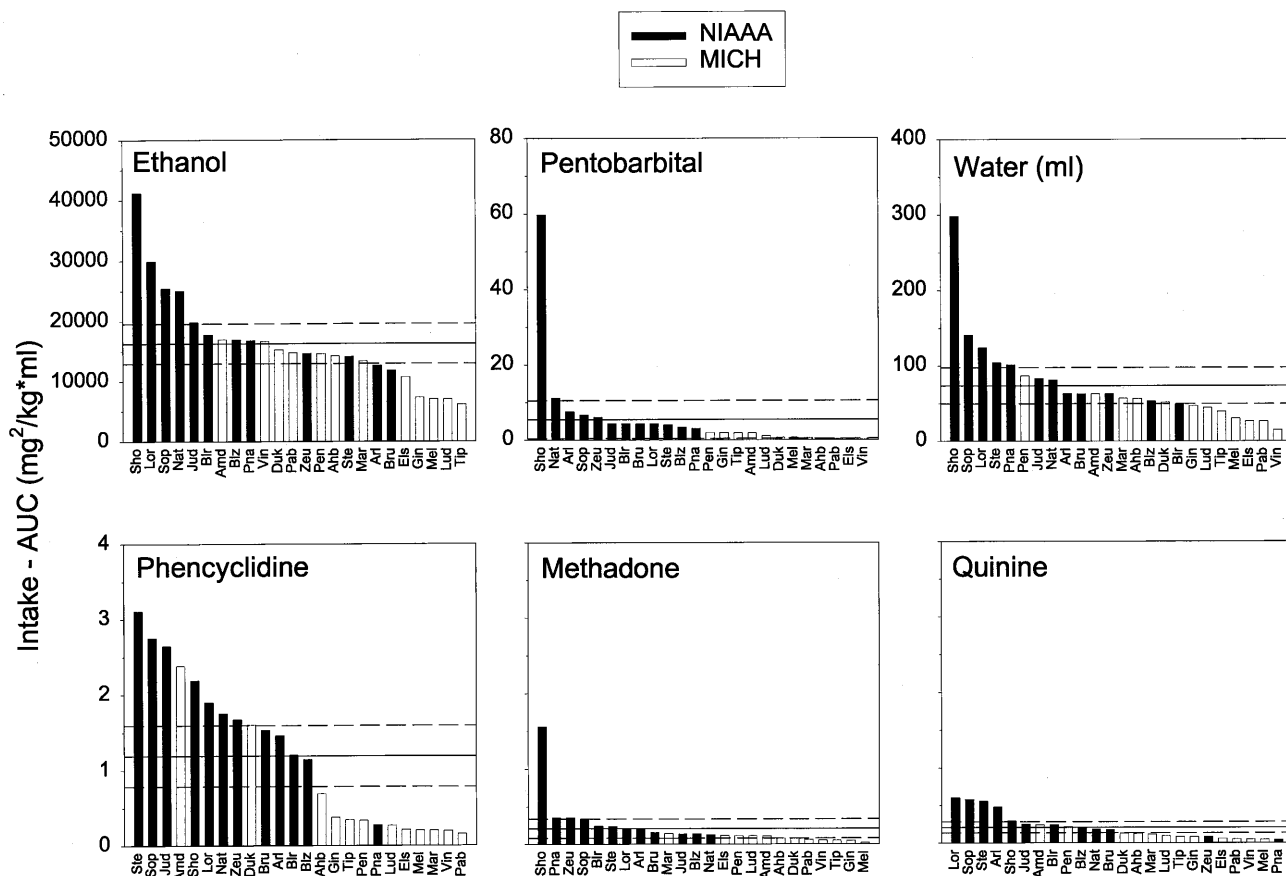 NIAAA
MICH
Intake - AUC (mg²/kg*ml)
Ethanol
50000
40000
30000
20000
10000
0
Sho Lor Sop Nat Jud Blr Amd Blz Pna Vin Duk Pab Zeu Pen Ahb Ste Mar Arl Bru Els Gin Mel Lud Tip
Pentobarbital
80
60
40
20
0
Sho Nat Arl Sop Zeu Jud Blr Bru Lor Ste Blz Pna Pen Gin Tip Amd Lud Duk Mel Mar Ahb Pab Els Vin
Water (ml)
400
300
200
100
0
Sho Sop Lor Ste Pna Pen Jud Nat Arl Bru Amd Zeu Mar Ahb Blz Duk Blr Gin Lud Tip Mel Els Pab Vin
Phencyclidine
4
3
2
1
0
Ste Sop Jud Amd Sho Lor Nat Zeu Duk Bru Arl Blr Blz Ahb Gin Tip Pen Pna Lud Els Mel Mar Vin Pab
Methadone
Sho Pna Zeu Sop Blr Ste Lor Arl Bru Mar Jud Blz Nat Els Pen Lud Amd Ahb Duk Pab Vin Tip Gin Mel
Quinine
Lor Sop Ste Arl Sho Jud Amd Blr Pen Blz Nat Bru Duk Ahb Mar Lud Tip Gin Zeu Els Pab Vin Mel Pna